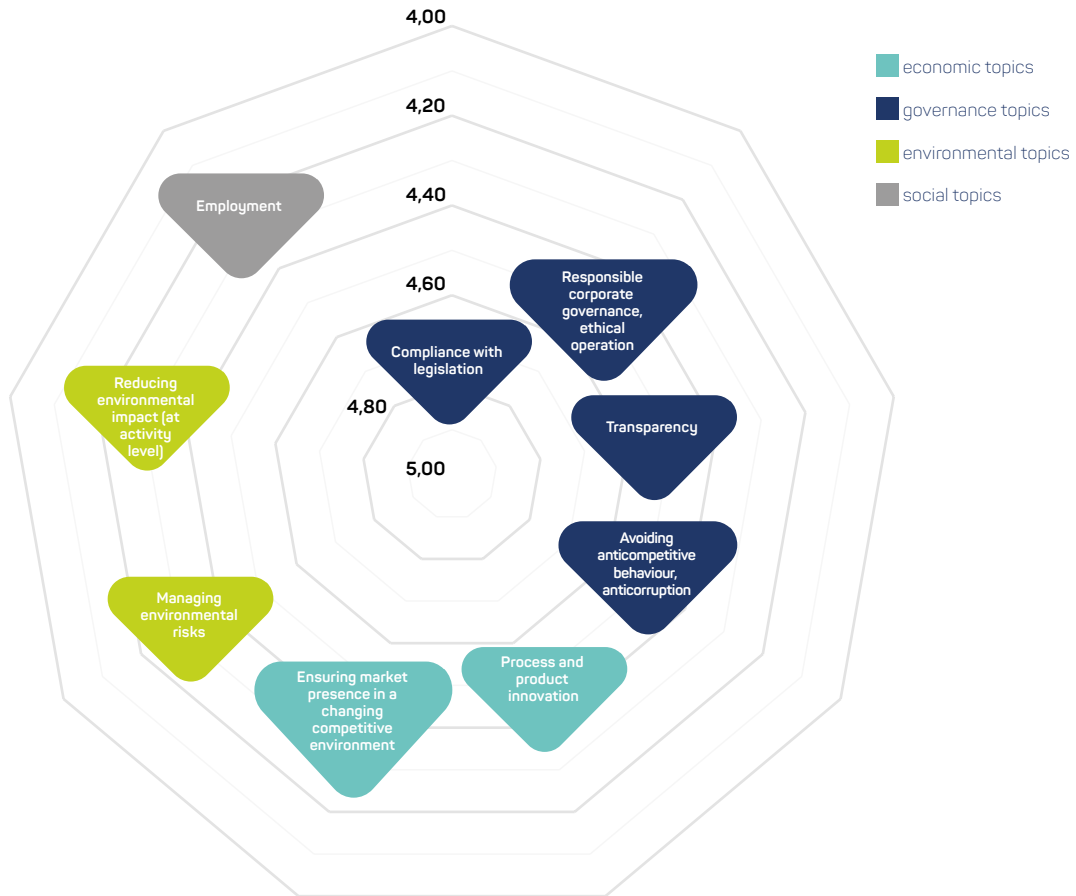 4,00
4,20
4,40
4,60
4,80
5,00
economic topics
governance topics
environmental topics
social topics
Employment
Responsible
corporate
governance,
ethical
operation
Compliance with
legislation
Reducing
environmental
impact (at
activity
level)
Transparency
Avoiding
anticompetitive
behaviour,
anticorruption
Managing
environmental
risks
Process and
product
innovation
Ensuring market
presence in a
changing
competitive
environment